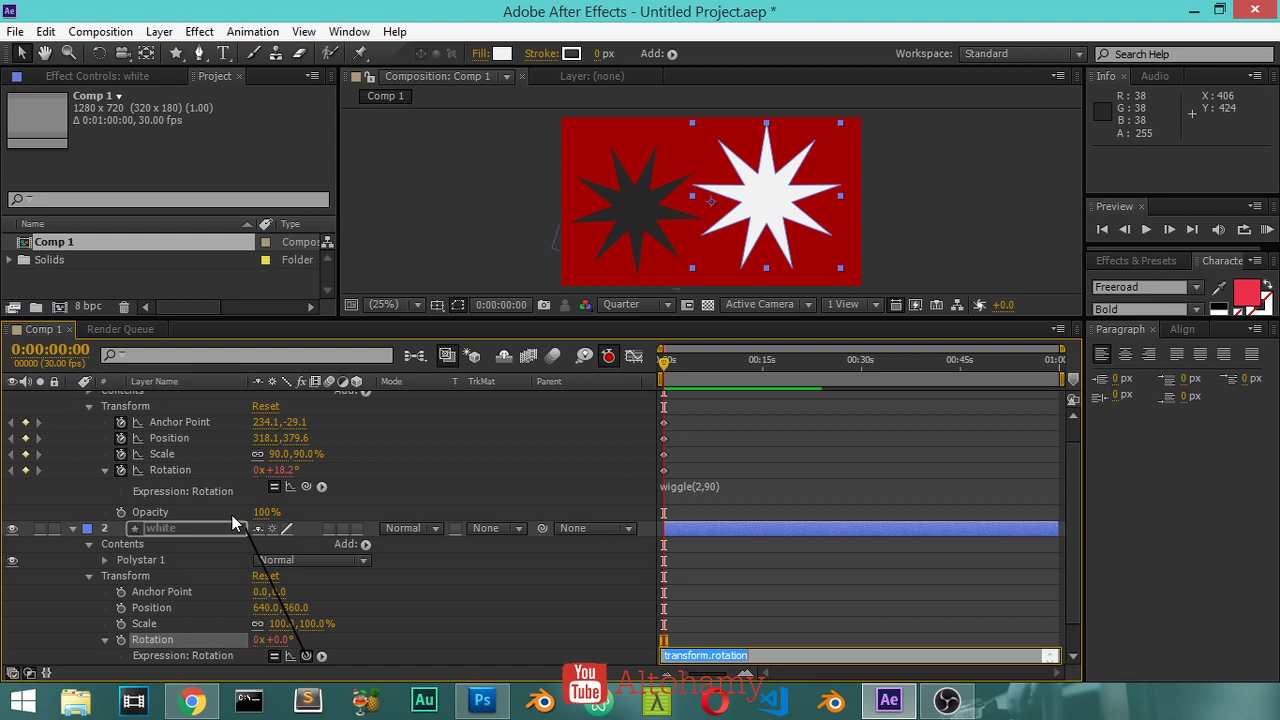 Ae Adobe After Effects - Untitled Project.aep *
File Edit Composition Layer Effect Animation View Window Help
T Fill: Stroke: 0 px Add: Workspace: Standard Search Help
Effect Controls: white Project Composition: Comp 1 Layer: (none) Info Audio
Comp 1
1280 x 720 (320 x 180) (1.00)
Δ 0:01:00:00, 30.00 fps
Comp 1
R : 38
G : 38
B : 38
A : 255
X : 406
Y : 424
Preview
Name Type
Comp 1 Compos
Solids Folder
8 bpc
(25%) 0:00:00:00 Quarter Active Camera 1 View +0.0
Effects & Presets Characte
Freeroad
Bold
Comp 1 Render Queue Paragraph Align
0:00:00:00
00000 (30.00 fps)
:00s 00:15s 00:30s 00:45s 01:00
# Layer Name fx Mode T TrkMat Parent
0 px 0 px 0 px
0 px 0 px
Contents Add:
Transform Reset
Anchor Point 234.1,-29.1
Position 318.1,379.6
Scale 90.0,90.0%
Rotation 0x+18.2°
Expression: Rotation wiggle(2,90)
Opacity 100%
2 white Normal None None
Contents Add:
Polystar 1 Normal
Transform Reset
Anchor Point 0.0,0.0
Position 640.0,360.0
Scale 100.0,100.0%
Rotation 0x+0.0°
Expression: Rotation transform.rotation
You Tube Altohamy
Au Ps Ae